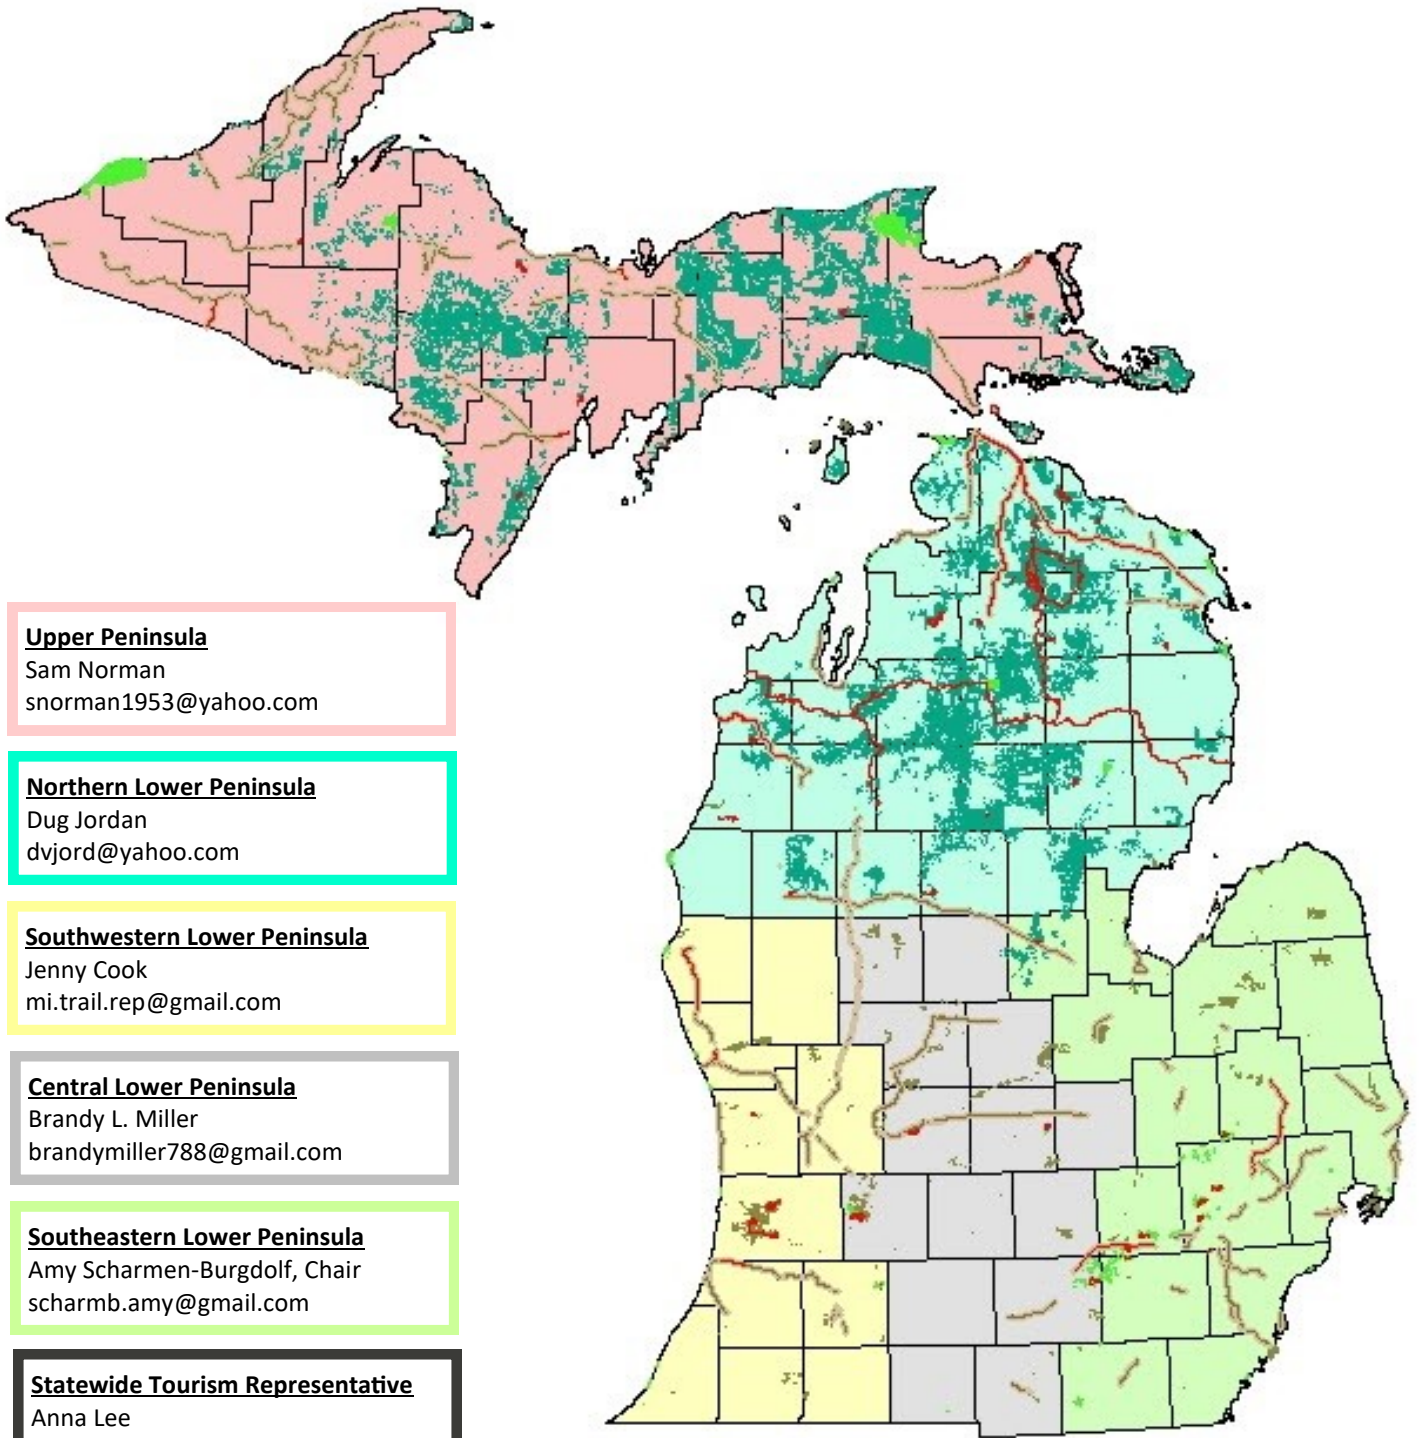 Upper Peninsula
Sam Norman
snorman1953@yahoo.com
Northern Lower Peninsula
Dug Jordan
dvjord@yahoo.com
Southwestern Lower Peninsula
Jenny Cook
mi.trail.rep@gmail.com
Central Lower Peninsula
Brandy L. Miller
brandymiller788@gmail.com
Southeastern Lower Peninsula
Amy Scharmen-Burgdolf, Chair
scharmb.amy@gmail.com
Statewide Tourism Representative
Anna Lee